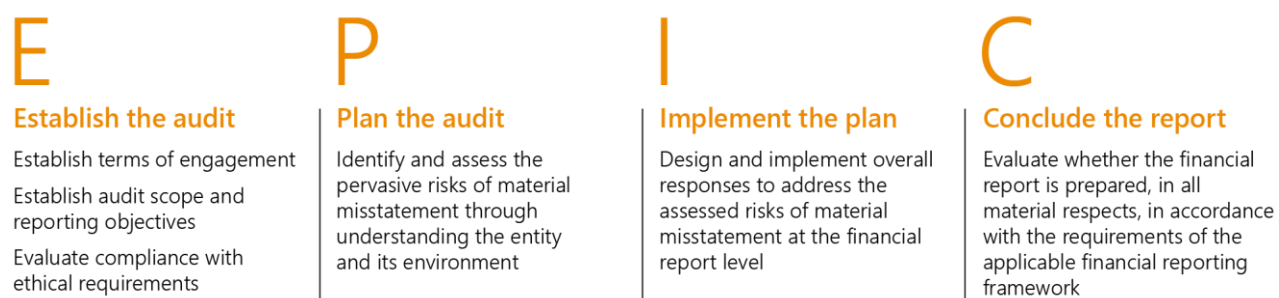 E
Establish the audit
Establish terms of engagement
Establish audit scope and
reporting objectives
Evaluate compliance with
ethical requirements
P
Plan the audit
Identify and assess the
pervasive risks of material
misstatement through
understanding the entity
and its environment
I
Implement the plan
Design and implement overall
responses to address the
assessed risks of material
misstatement at the financial
report level
C
Conclude the report
Evaluate whether the financial
report is prepared, in all
material respects, in accordance
with the requirements of the
applicable financial reporting
framework